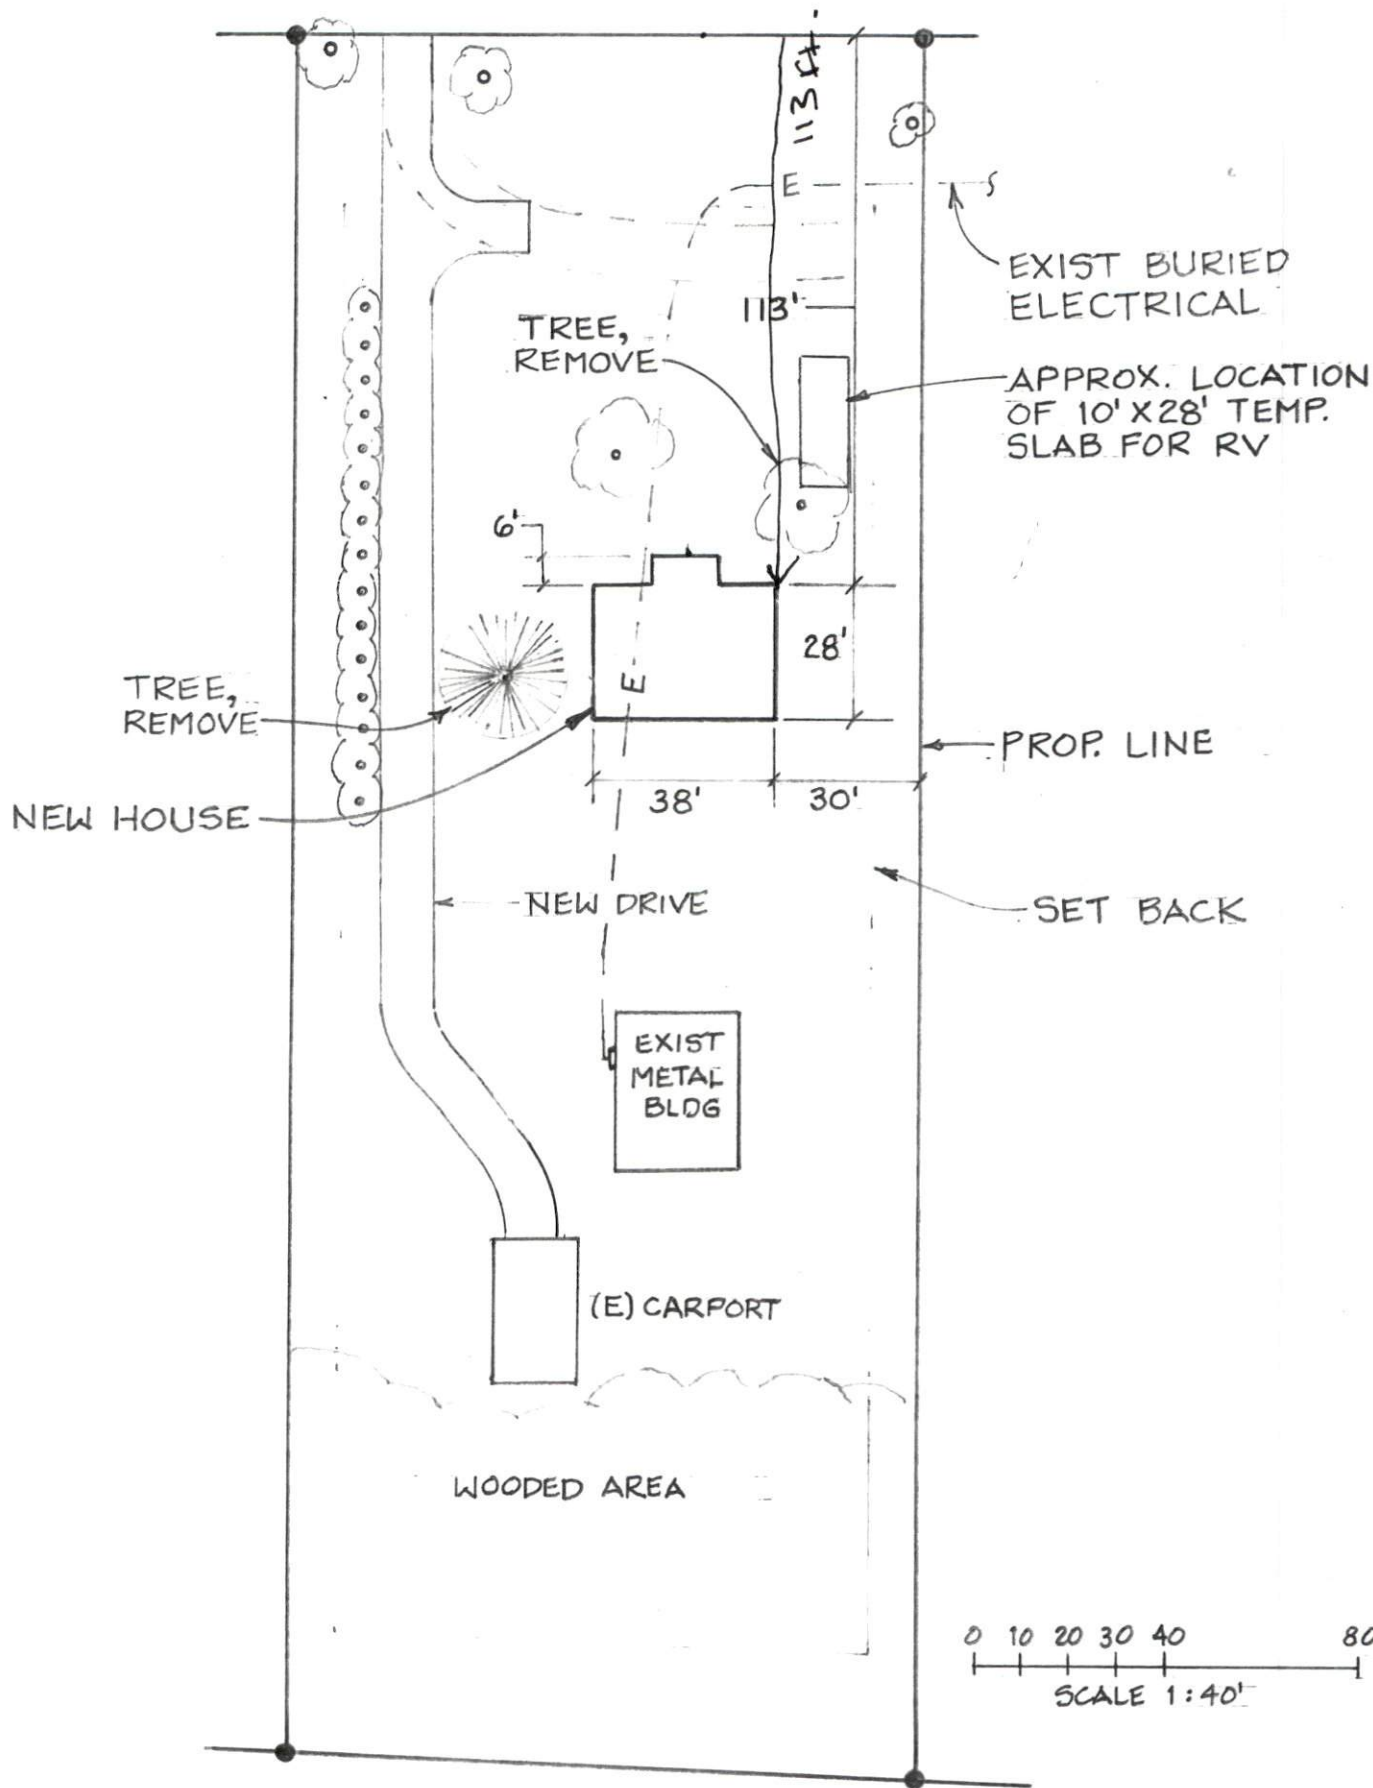 113 ft.
E
EXIST BURIED
ELECTRICAL
113'
TREE,
REMOVE
APPROX. LOCATION
OF 10' X 28' TEMP.
SLAB FOR RV
6'
28'
E
TREE,
REMOVE
PROP. LINE
38'
30'
NEW HOUSE
NEW DRIVE
SET BACK
EXIST
METAL
BLDG
(E) CARPORT
WOODED AREA
0 10 20 30 40 80
SCALE 1:40'